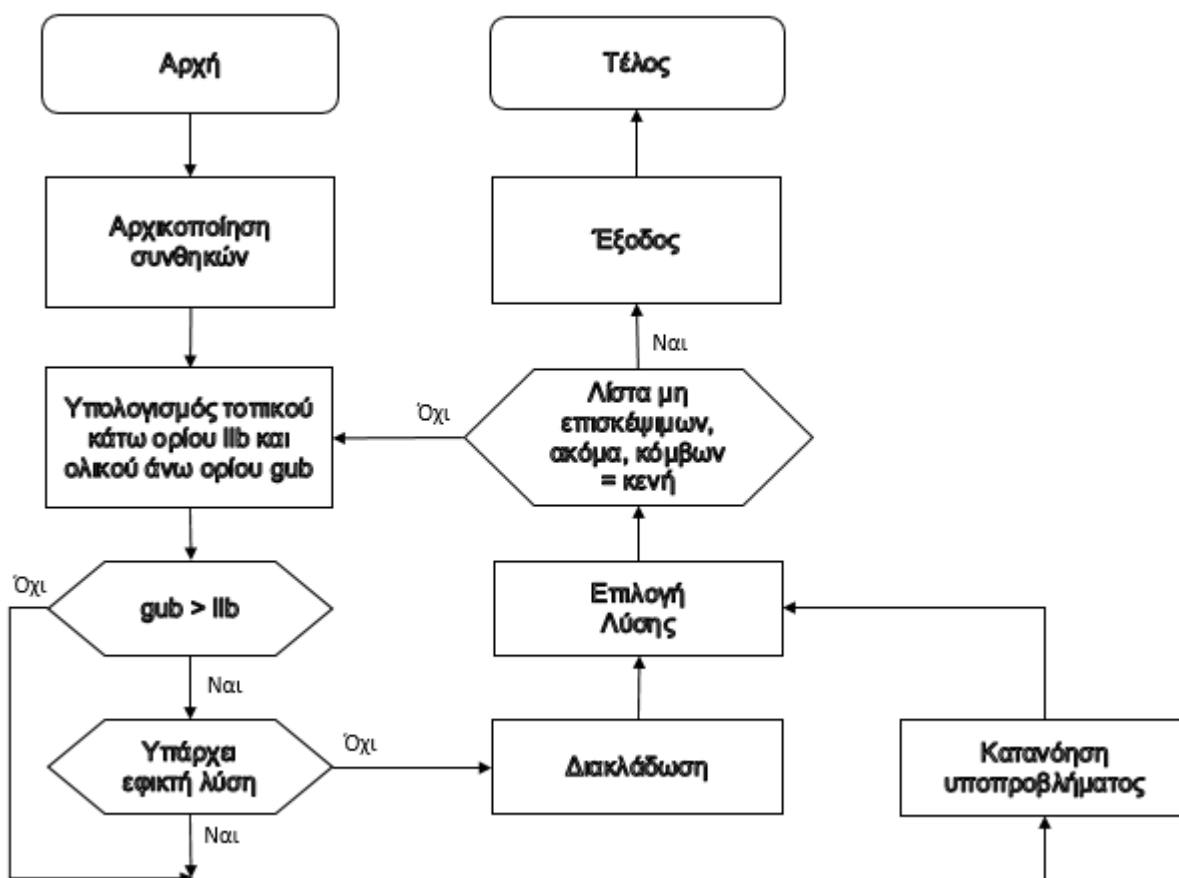 Αρχή
Τέλος
Αρχικοποίηση
συνθηκών
Έξοδος
Ναι
Υπολογισμός τοπικού
κάτω ορίου llb και
ολικού άνω ορίου gub
Όχι
Λίστα μη
επισκέψιμων,
ακόμα, κόμβων
= κενή
Όχι
gub > llb
Ναι
Επιλογή
Λύσης
Υπάρχει
εφικτή λύση
Όχι
Ναι
Διακλάδωση
Κατανόηση
υποπροβλήματος